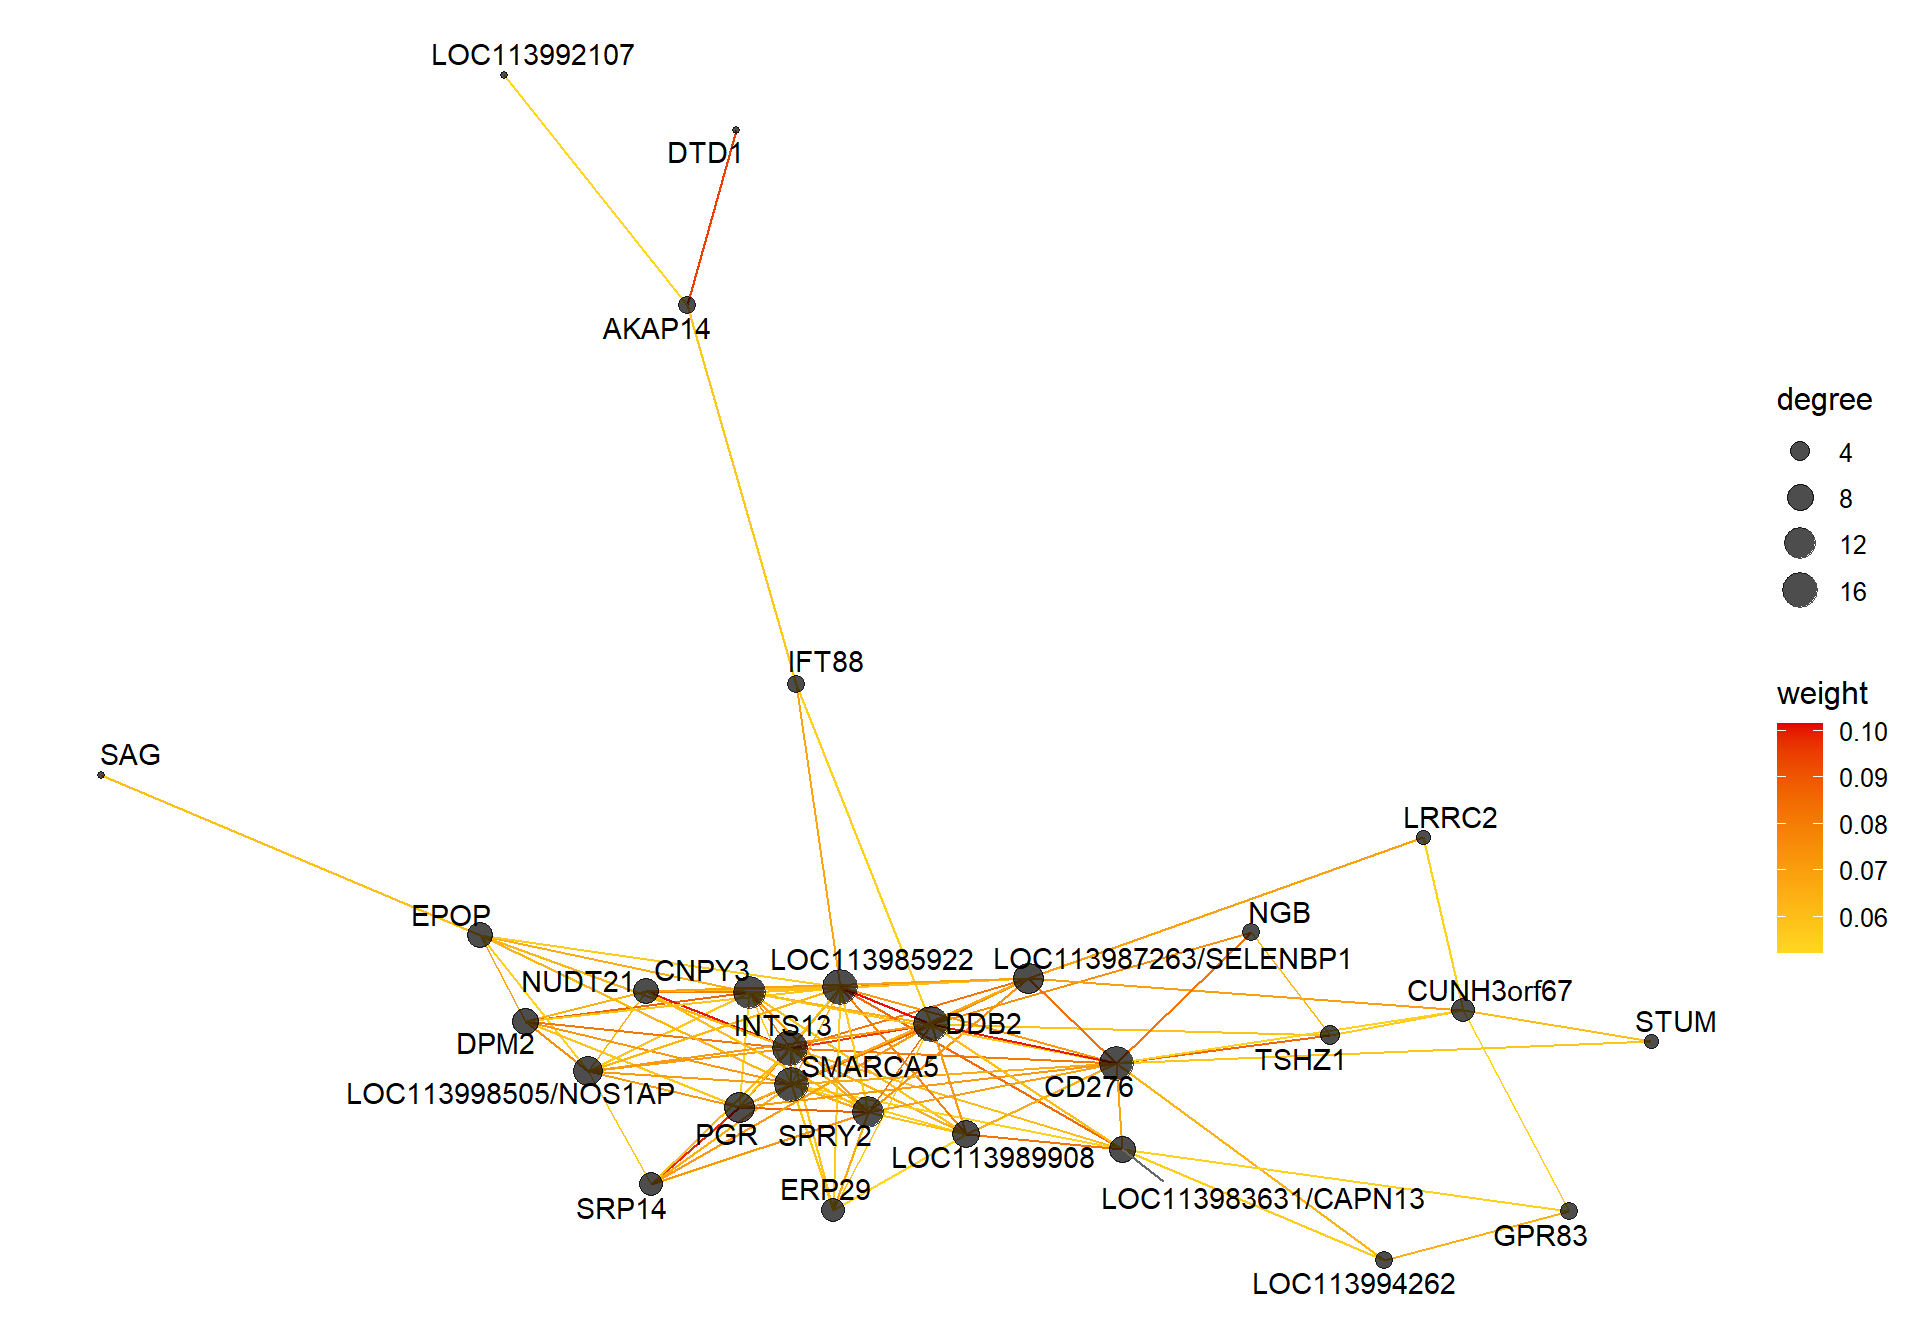 LOC113992107
DTD1
AKAP14
degree
4
8
12
16
IFT88
weight
0.10
0.09
0.08
0.07
0.06
SAG
LRRC2
EPOP
NGB
LOC113985922
LOC113987263/SELENBP1
CNPY3
NUDT21
CUNH3orf67
INTS13
DDB2
STUM
DPM2
TSHZ1
SMARCA5
CD276
LOC113998505/NOS1AP
PGR
SPRY2
LOC113989908
ERP29
LOC113983631/CAPN13
SRP14
GPR83
LOC113994262